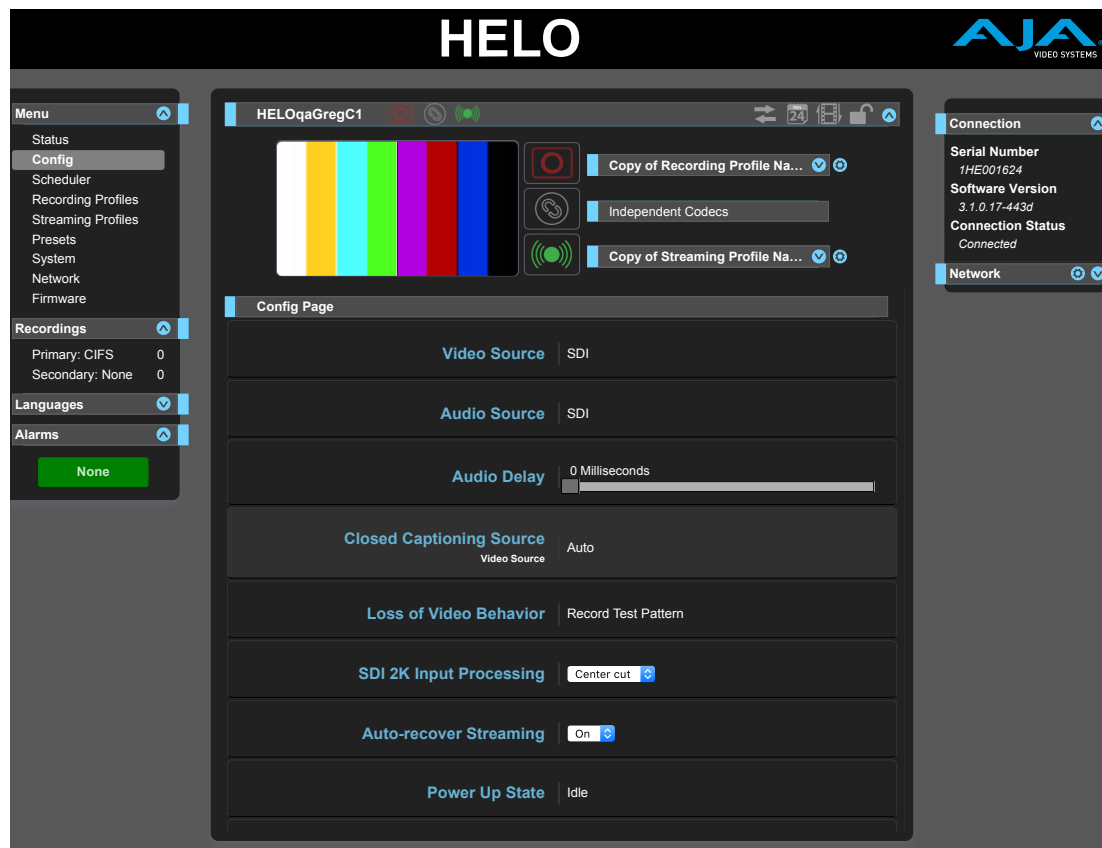 HELO
AJA
VIDEO SYSTEMS
Menu
Status
Config
Scheduler
Recording Profiles
Streaming Profiles
Presets
System
Network
Firmware
Recordings
Primary: CIFS 0
Secondary: None 0
Languages
Alarms
None
HELOqaGregC1
24
Copy of Recording Profile Na...
Independent Codecs
Copy of Streaming Profile Na...
Config Page
Video Source SDI
Audio Source SDI
Audio Delay 0 Milliseconds
Closed Captioning Source Auto
Video Source
Loss of Video Behavior Record Test Pattern
SDI 2K Input Processing Center cut
Auto-recover Streaming On
Power Up State Idle
Connection
Serial Number
1HE001624
Software Version
3.1.0.17-443d
Connection Status
Connected
Network